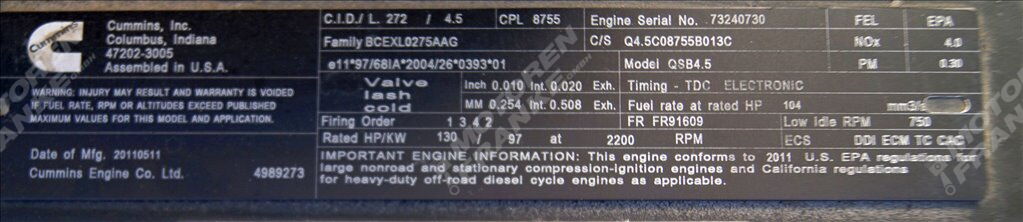 Cummins
Cummins, Inc.
Columbus, Indiana
47202-3005
Assembled in U.S.A.
WARNING: INJURY MAY RESULT AND WARRANTY IS VOIDED
IF FUEL RATE, RPM OR ALTITUDES EXCEED PUBLISHED
MAXIMUM VALUES FOR THIS MODEL AND APPLICATION.
Date of Mfg. 20110511
Cummins Engine Co. Ltd. 4989273
C.I.D./ L. 272 / 4.5 CPL 8755 Engine Serial No. 73240730 FEL EPA
Family BCEXL0275AAG C/S Q4.5C08755B013C NOx 4.0
e11*97/68IA*2004/26*0393*01 Model QSB4.5 PM 0.30
Valve lash cold Inch 0.010 Int. 0.020 Exh. Timing - TDC ELECTRONIC
MM 0.254 Int. 0.508 Exh. Fuel rate at rated HP 104 mm3/s
Firing Order 1 3 4 2 FR FR91609 Low Idle RPM 750
Rated HP/KW 130 / 97 at 2200 RPM ECS DDI ECM TC CAC
IMPORTANT ENGINE INFORMATION: This engine conforms to 2011 U.S. EPA regulations for
large nonroad and stationary compression-ignition engines and California regulations
for heavy-duty off-road diesel cycle engines as applicable.
MOTOREN PFANKE GMBH
MOTOREN PFANKE